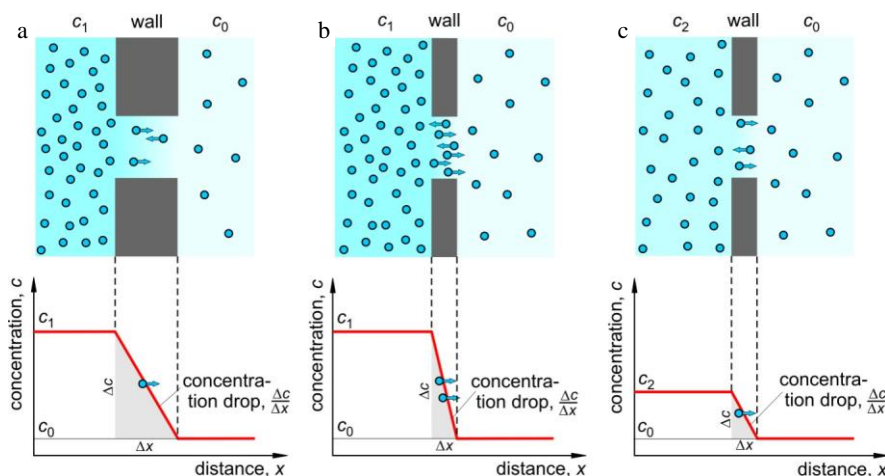 a
c₁ wall c₀
b
c₁ wall c₀
c
c₂ wall c₀
concentration, c
c₁
Δc
concentra-
tion drop, Δc/Δx
c₀
Δx
distance, x
concentration, c
c₁
Δc
concentra-
tion drop, Δc/Δx
c₀
Δx
distance, x
concentration, c
c₂
Δc
concentra-
tion drop, Δc/Δx
c₀
Δx
distance, x